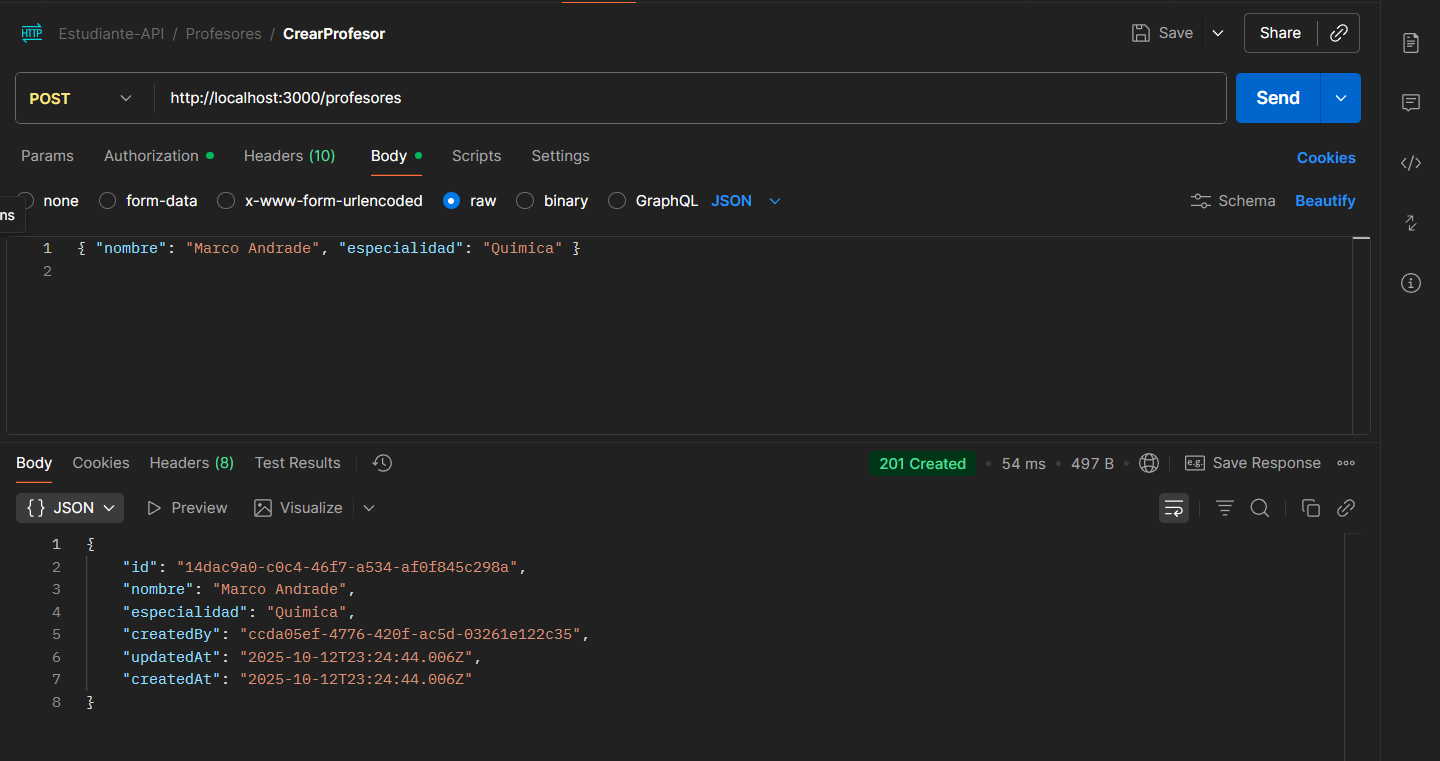 HTTP Estudiante-API / Profesores / CrearProfesor Save Share
POST http://localhost:3000/profesores Send
Params Authorization Headers (10) Body Scripts Settings Cookies
none form-data x-www-form-urlencoded raw binary GraphQL JSON Schema Beautify
ns
1 { "nombre": "Marco Andrade", "especialidad": "Quimica" }
2
Body Cookies Headers (8) Test Results 201 Created 54 ms 497 B e.g. Save Response
{ } JSON Preview Visualize
1 {
2 "id": "14dac9a0-c0c4-46f7-a534-af0f845c298a",
3 "nombre": "Marco Andrade",
4 "especialidad": "Quimica",
5 "createdBy": "ccda05ef-4776-420f-ac5d-03261e122c35",
6 "updatedAt": "2025-10-12T23:24:44.006Z",
7 "createdAt": "2025-10-12T23:24:44.006Z"
8 }